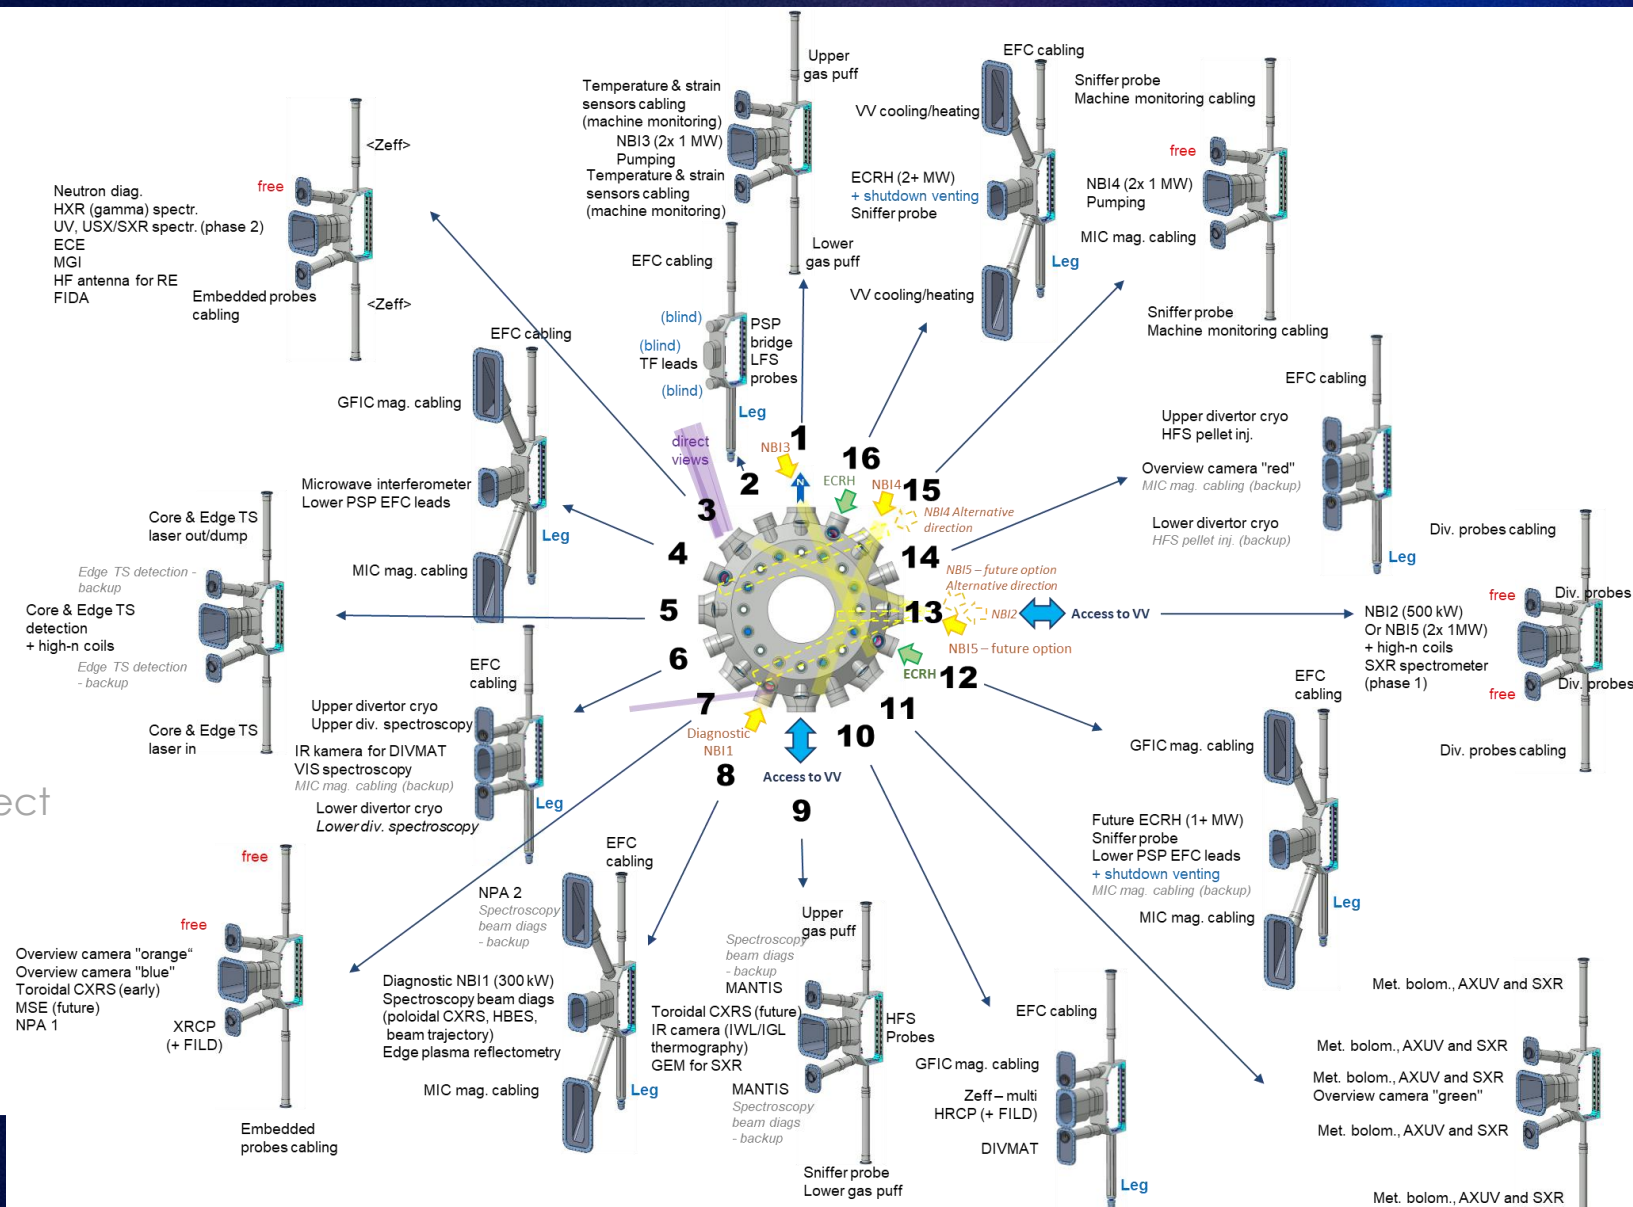 Upper
gas puff
Temperature & strain
sensors cabling
(machine monitoring)
NBI3 (2x 1 MW)
Pumping
Temperature & strain
sensors cabling
(machine monitoring)
Lower
gas puff
EFC cabling
VV cooling/heating
ECRH (2+ MW)
+ shutdown venting
Sniffer probe
Leg
VV cooling/heating
Sniffer probe
Machine monitoring cabling
free
NBI4 (2x 1 MW)
Pumping
MIC mag. cabling
Sniffer probe
Machine monitoring cabling
<Zeff>
free
Neutron diag.
HXR (gamma) spectr.
UV, USX/SXR spectr. (phase 2)
ECE
MGI
HF antenna for RE
FIDA
Embedded probes
cabling
<Zeff>
EFC cabling
(blind)
(blind)
TF leads
(blind)
PSP
bridge
LFS
probes
Leg
EFC cabling
GFIC mag. cabling
Microwave interferometer
Lower PSP EFC leads
Leg
MIC mag. cabling
EFC cabling
Upper divertor cryo
HFS pellet inj.
Overview camera "red"
MIC mag. cabling (backup)
Lower divertor cryo
HFS pellet inj. (backup)
Leg
direct
views
NBI3
1
N
2
3
4
5
6
7
8
9
10
11
12
13
14
15
16
ECRH
NBI4
NBI4 Alternative
direction
NBI5 – future option
Alternative direction
NBI2
Access to VV
NBI5 – future option
ECRH
Diagnostic
NBI1
Access to VV
Core & Edge TS
laser out/dump
Edge TS detection -
backup
Core & Edge TS
detection
+ high-n coils
Edge TS detection
- backup
Core & Edge TS
laser in
Div. probes cabling
free
Div. probes
NBI2 (500 kW)
Or NBI5 (2x 1MW)
+ high-n coils
SXR spectrometer
(phase 1)
free
Div. probes
Div. probes cabling
EFC
cabling
Upper divertor cryo
Upper div. spectroscopy
IR kamera for DIVMAT
VIS spectroscopy
MIC mag. cabling (backup)
Lower divertor cryo
Lower div. spectroscopy
Leg
EFC
cabling
GFIC mag. cabling
Future ECRH (1+ MW)
Sniffer probe
Lower PSP EFC leads
+ shutdown venting
MIC mag. cabling (backup)
MIC mag. cabling
Leg
ect
free
free
Overview camera "orange"
Overview camera "blue"
Toroidal CXRS (early)
MSE (future)
NPA 1
XRCP
(+ FILD)
Embedded
probes cabling
EFC
cabling
NPA 2
Spectroscopy
beam diags
- backup
Diagnostic NBI1 (300 kW)
Spectroscopy beam diags
(poloidal CXRS, HBES,
beam trajectory)
Edge plasma reflectometry
MIC mag. cabling
Leg
Upper
gas puff
Spectroscopy
beam diags
- backup
MANTIS
Toroidal CXRS (future)
IR camera (IWL/IGL
thermography)
GEM for SXR
HFS
Probes
MANTIS
Spectroscopy
beam diags
- backup
Sniffer probe
Lower gas puff
EFC cabling
GFIC mag. cabling
Zeff – multi
HRCP (+ FILD)
DIVMAT
Leg
Met. bolom., AXUV and SXR
Met. bolom., AXUV and SXR
Met. bolom., AXUV and SXR
Overview camera "green"
Met. bolom., AXUV and SXR
Met. bolom., AXUV and SXR